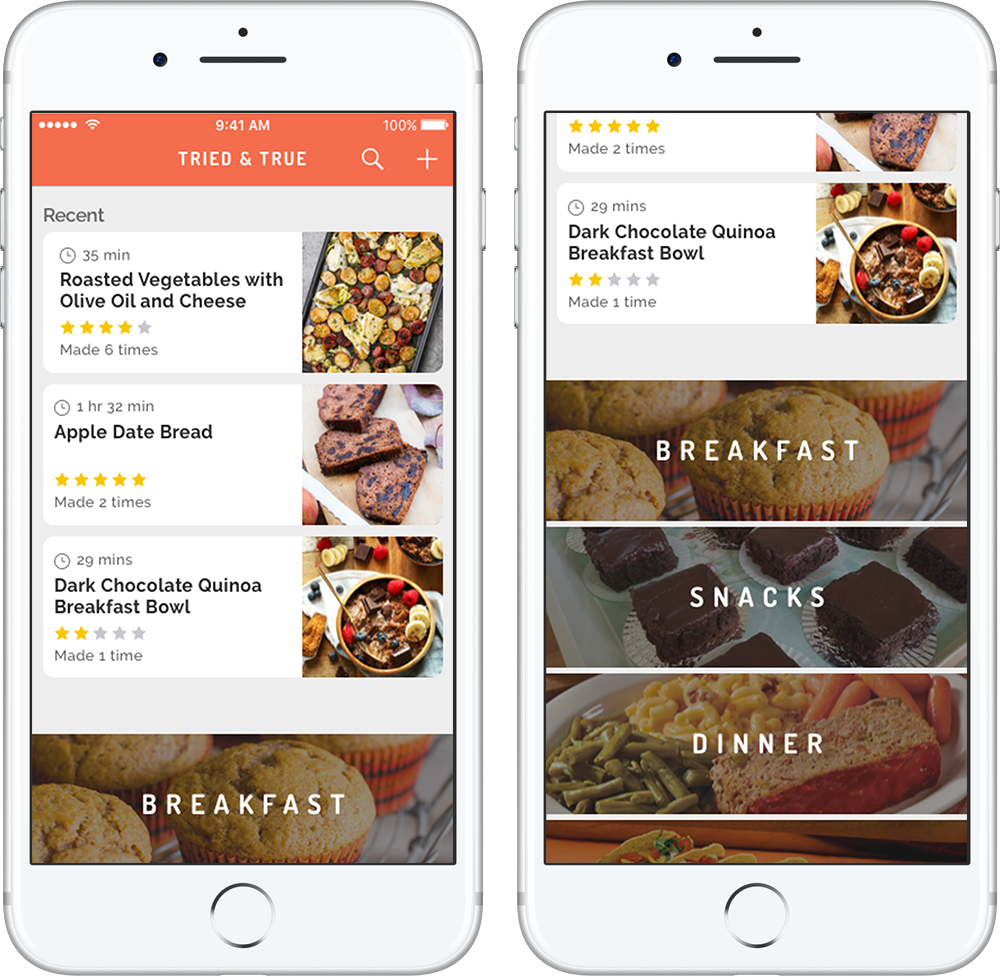 9:41 AM
100%
TRIED & TRUE
Recent
35 min
Roasted Vegetables with
Olive Oil and Cheese
Made 6 times
1 hr 32 min
Apple Date Bread
Made 2 times
29 mins
Dark Chocolate Quinoa
Breakfast Bowl
Made 1 time
BREAKFAST
Made 2 times
29 mins
Dark Chocolate Quinoa
Breakfast Bowl
Made 1 time
BREAKFAST
SNACKS
DINNER